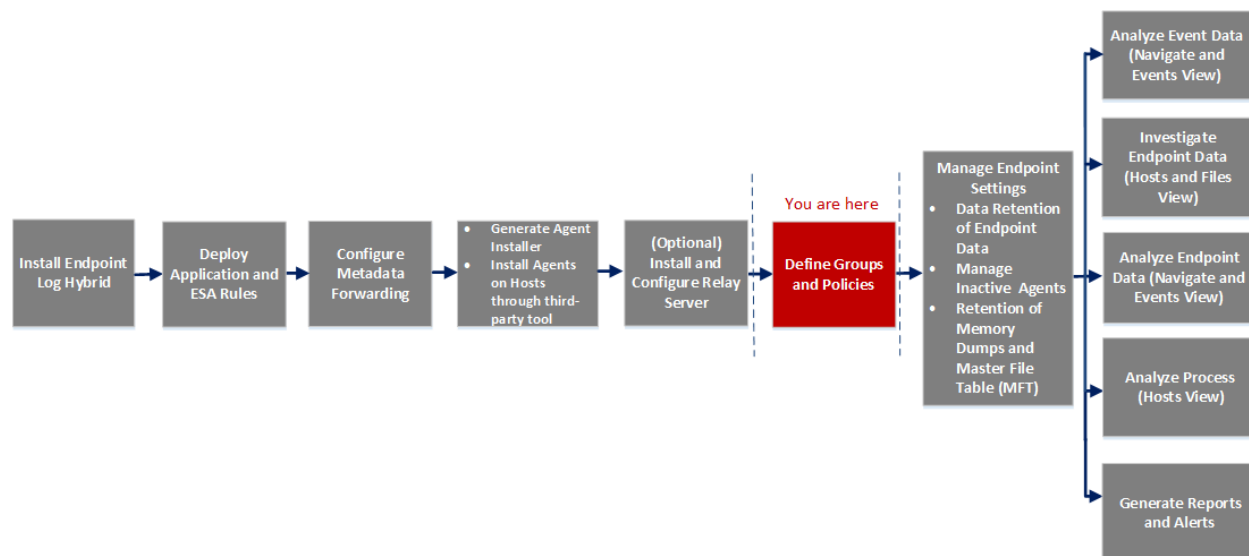 Install Endpoint
Log Hybrid
Deploy
Application and
ESA Rules
Configure
Metadata
Forwarding
• Generate Agent
Installer
• Install Agents
on Hosts
through third-
party tool
(Optional)
Install and
Configure Relay
Server
You are here
Define Groups
and Policies
Manage Endpoint
Settings
• Data Retention
of Endpoint
Data
• Manage
Inactive Agents
• Retention of
Memory
Dumps and
Master File
Table (MFT)
Analyze Event Data
(Navigate and
Events View)
Investigate
Endpoint Data
(Hosts and Files
View)
Analyze Endpoint
Data (Navigate and
Events View)
Analyze Process
(Hosts View)
Generate Reports
and Alerts